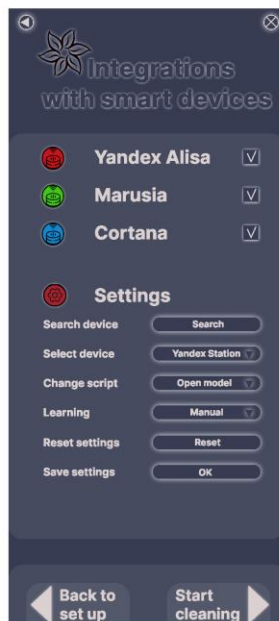 Integrations
with smart devices
Yandex Alisa
Marusia
Cortana
Settings
Search device Search
Select device Yandex Station
Change script Open model
Learning Manual
Reset settings Reset
Save settings OK
Back to
set up
Start
cleaning